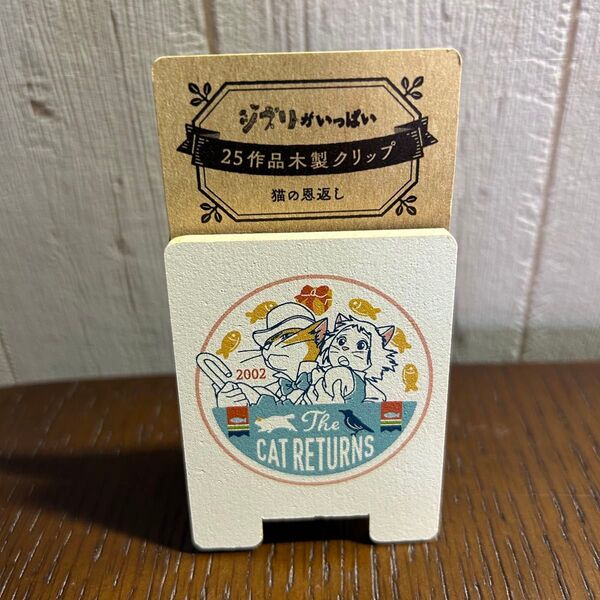 ジブリがいっぱい
25作品木製クリップ
猫の恩返し
2002
The
CAT RETURNS